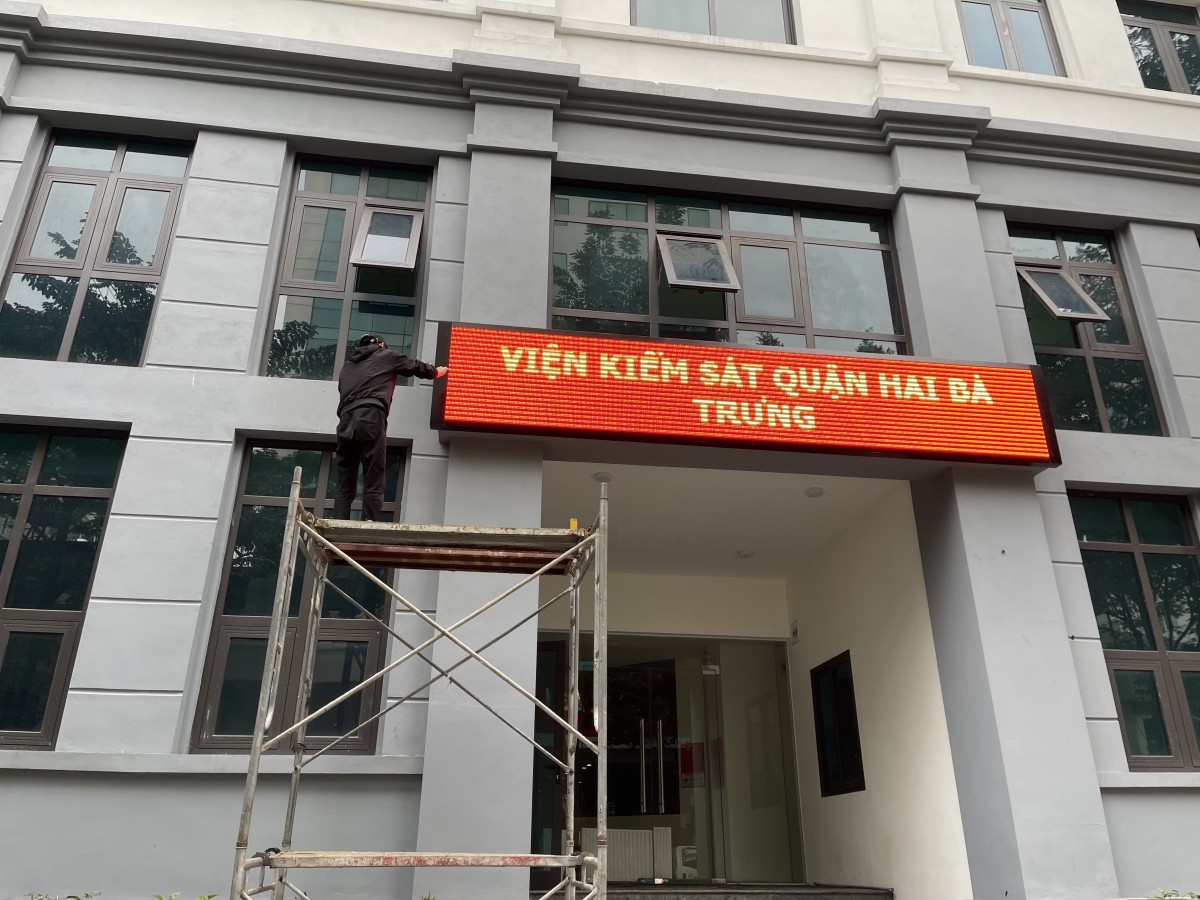 VIỆN KIỂM SÁT QUẬN HAI BÀ
TRƯNG